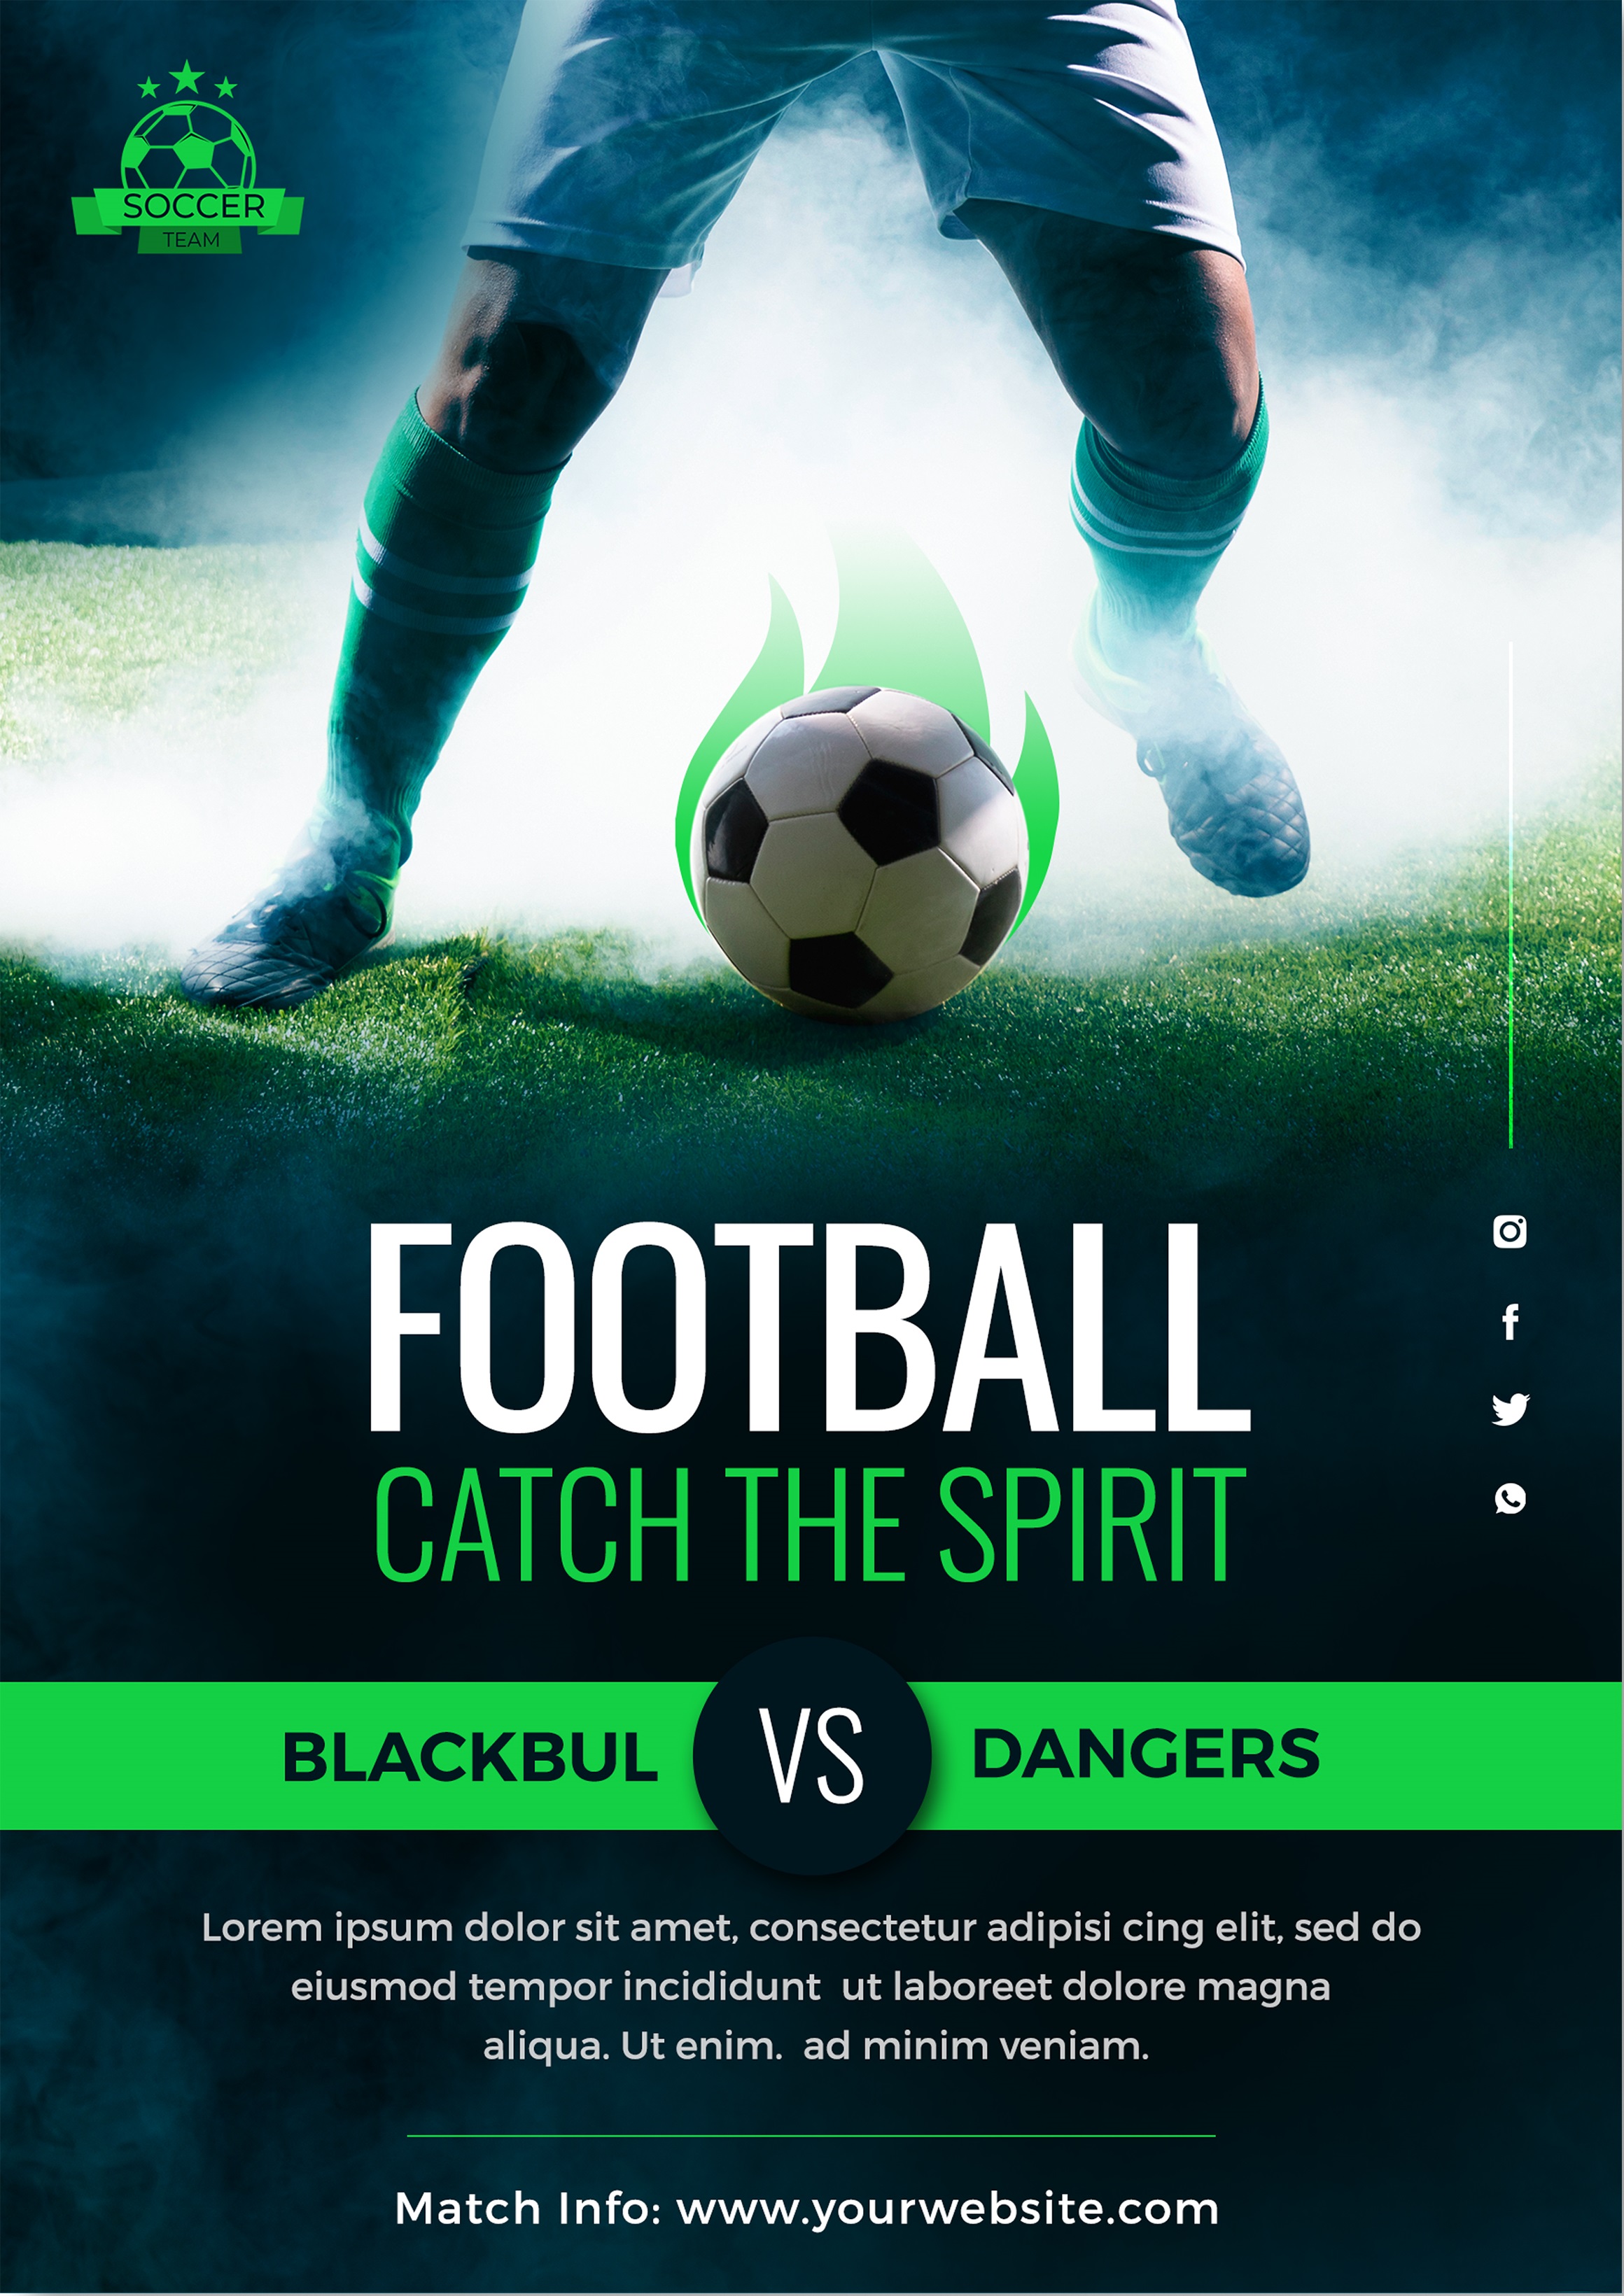 SOCCER
TEAM
FOOTBALL
CATCH THE SPIRIT
BLACKBUL VS DANGERS
Lorem ipsum dolor sit amet, consectetur adipisi cing elit, sed do
eiusmod tempor incididunt  ut laboreet dolore magna
aliqua. Ut enim.  ad minim veniam.
Match Info: www.yourwebsite.com